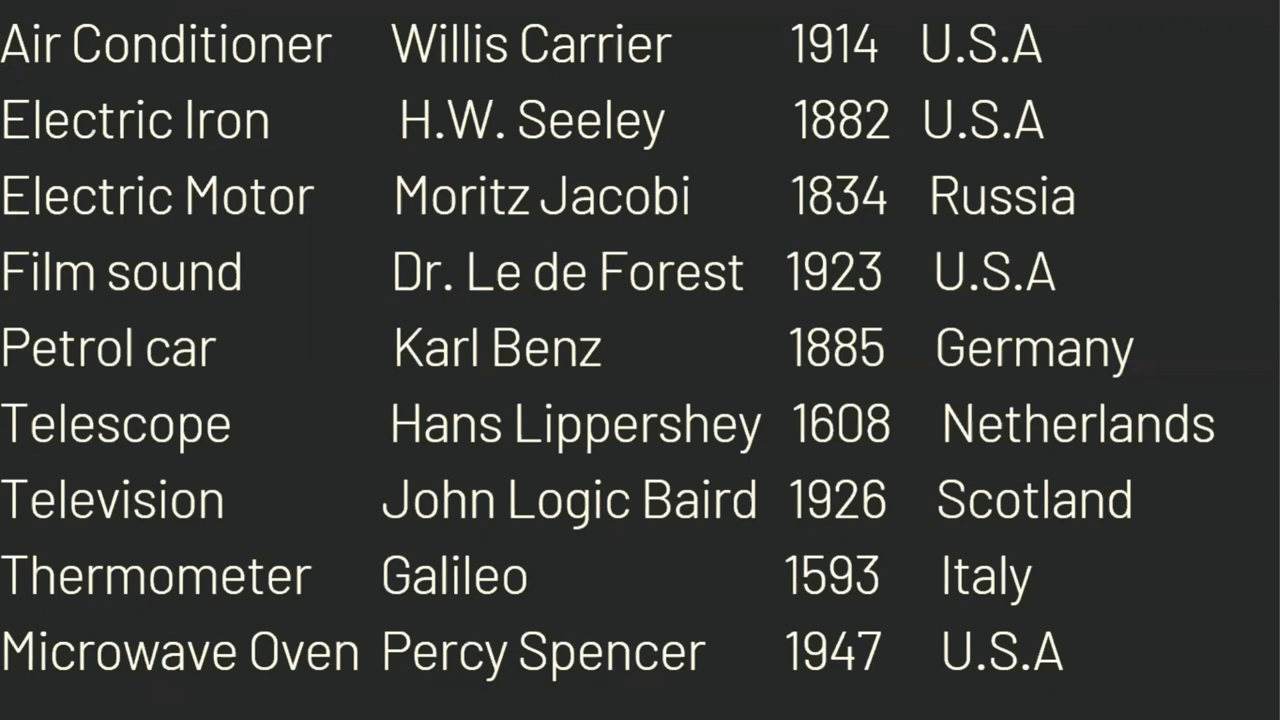 Air Conditioner Willis Carrier 1914 U.S.A
Electric Iron H.W. Seeley 1882 U.S.A
Electric Motor Moritz Jacobi 1834 Russia
Film sound Dr. Le de Forest 1923 U.S.A
Petrol car Karl Benz 1885 Germany
Telescope Hans Lippershey 1608 Netherlands
Television John Logic Baird 1926 Scotland
Thermometer Galileo 1593 Italy
Microwave Oven Percy Spencer 1947 U.S.A